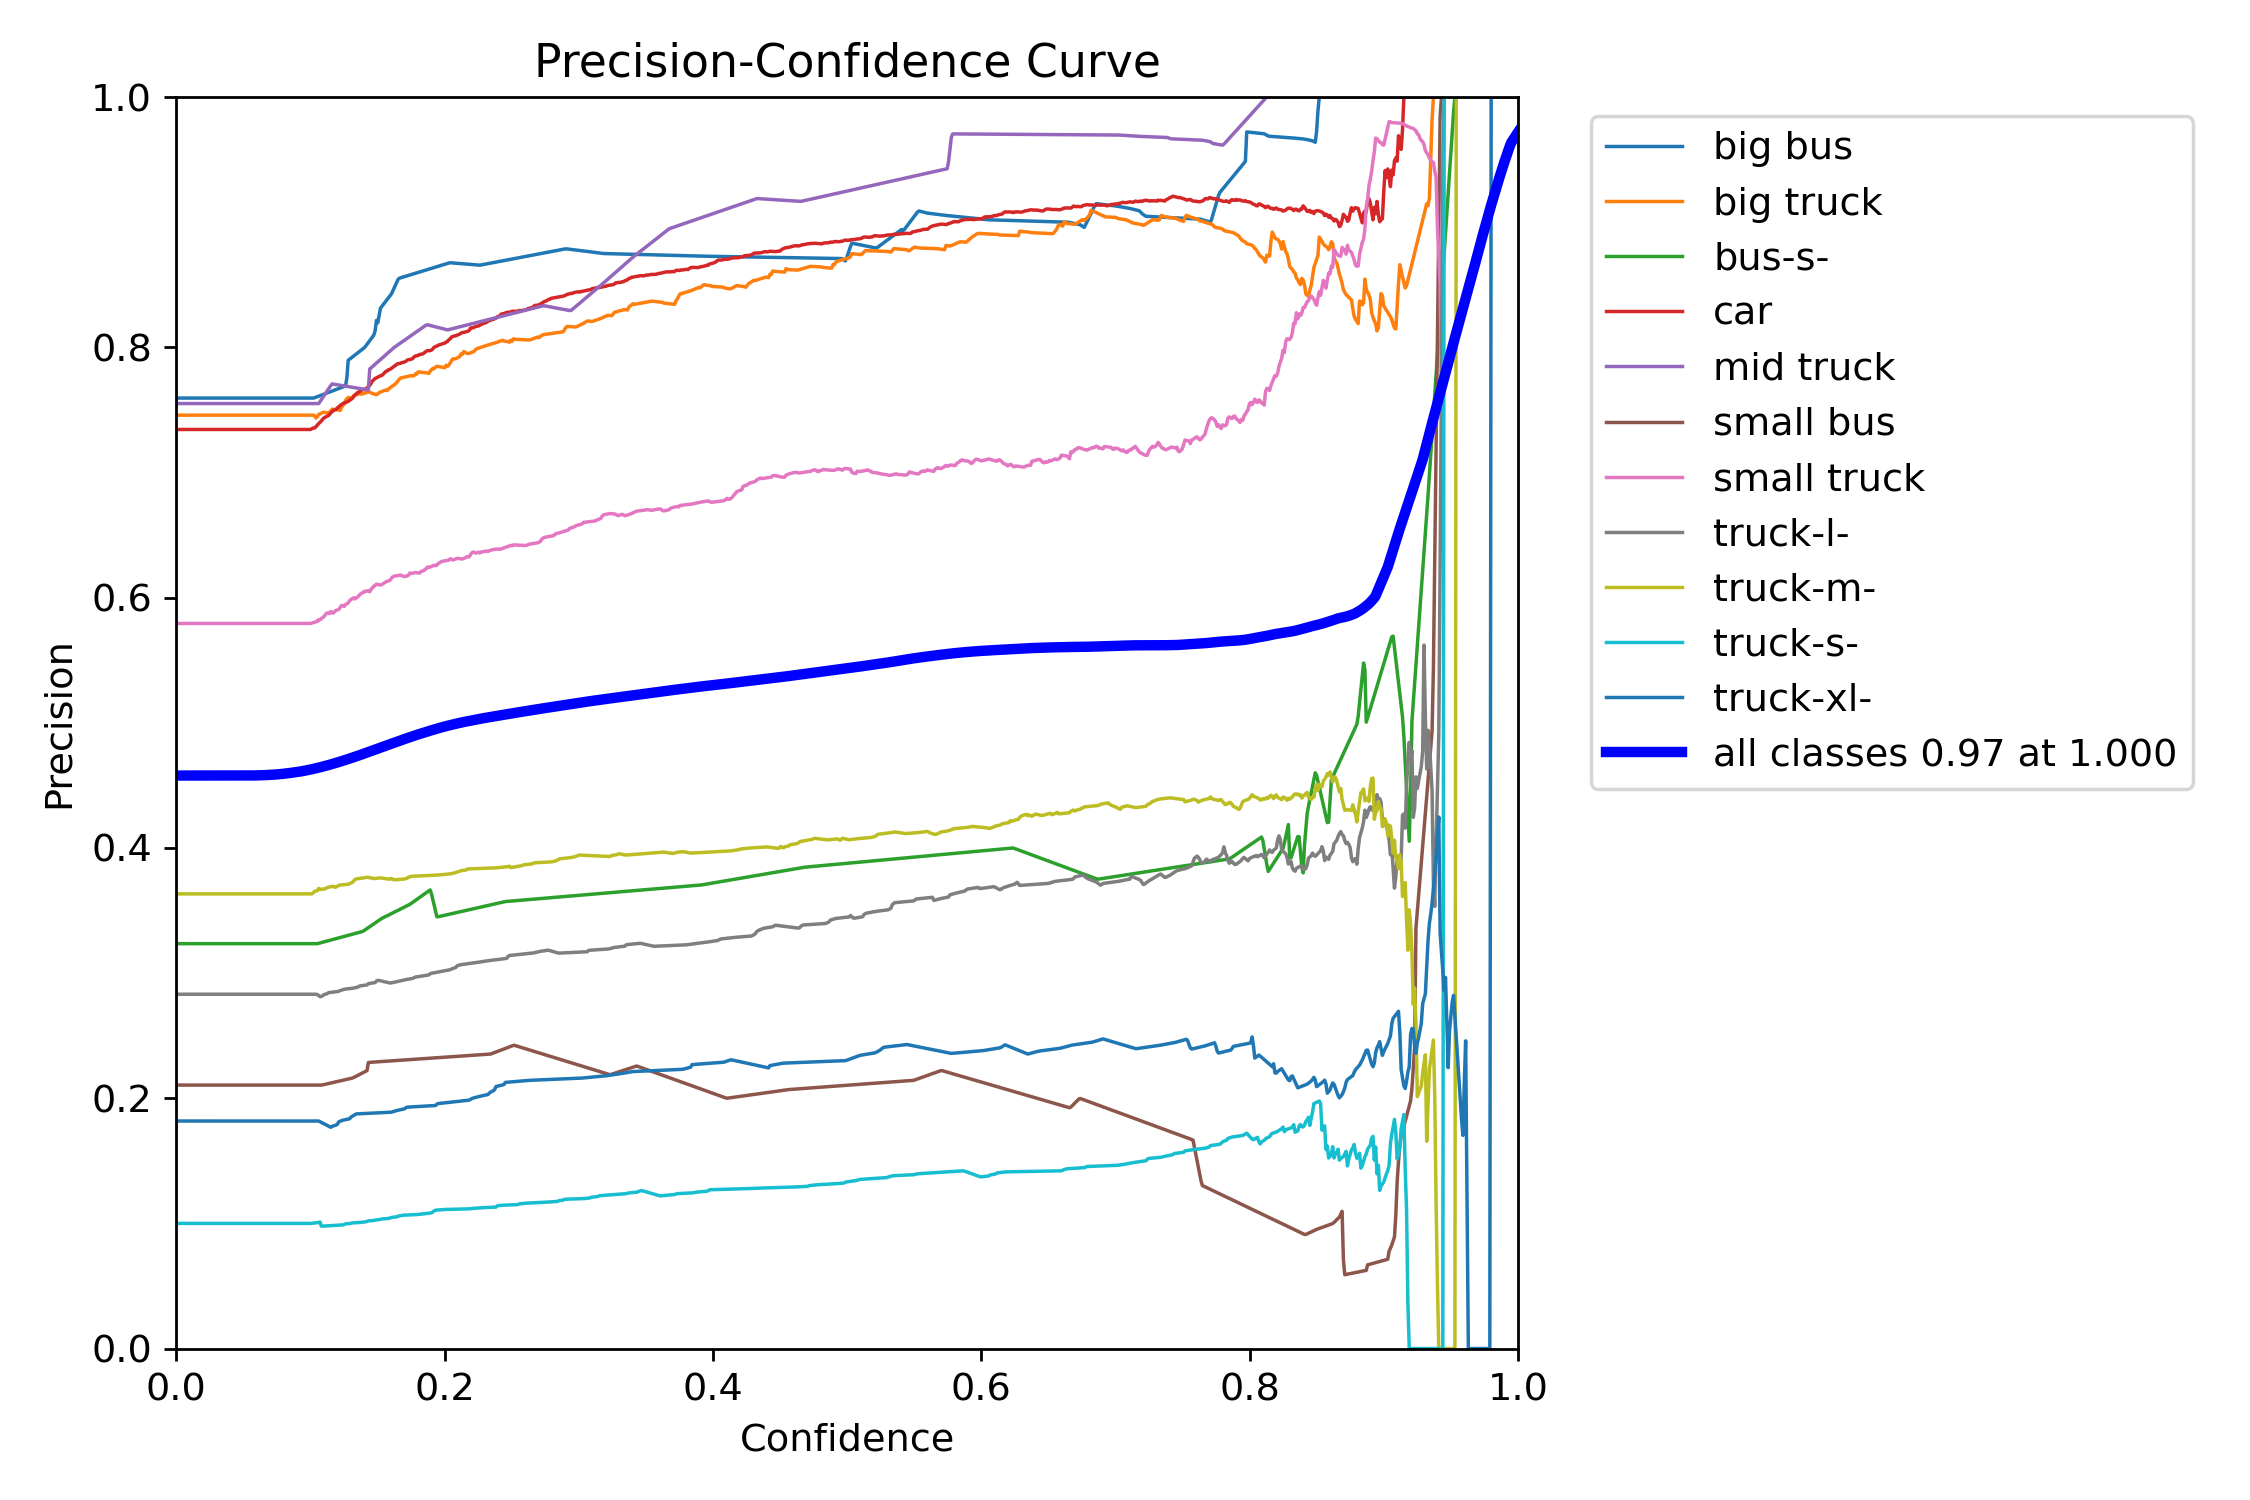 Precision-Confidence Curve
1.0
0.8
0.6
0.4
0.2
0.0
Precision
0.0 0.2 0.4 0.6 0.8 1.0
Confidence
big bus
big truck
bus-s-
car
mid truck
small bus
small truck
truck-l-
truck-m-
truck-s-
truck-xl-
all classes 0.97 at 1.000